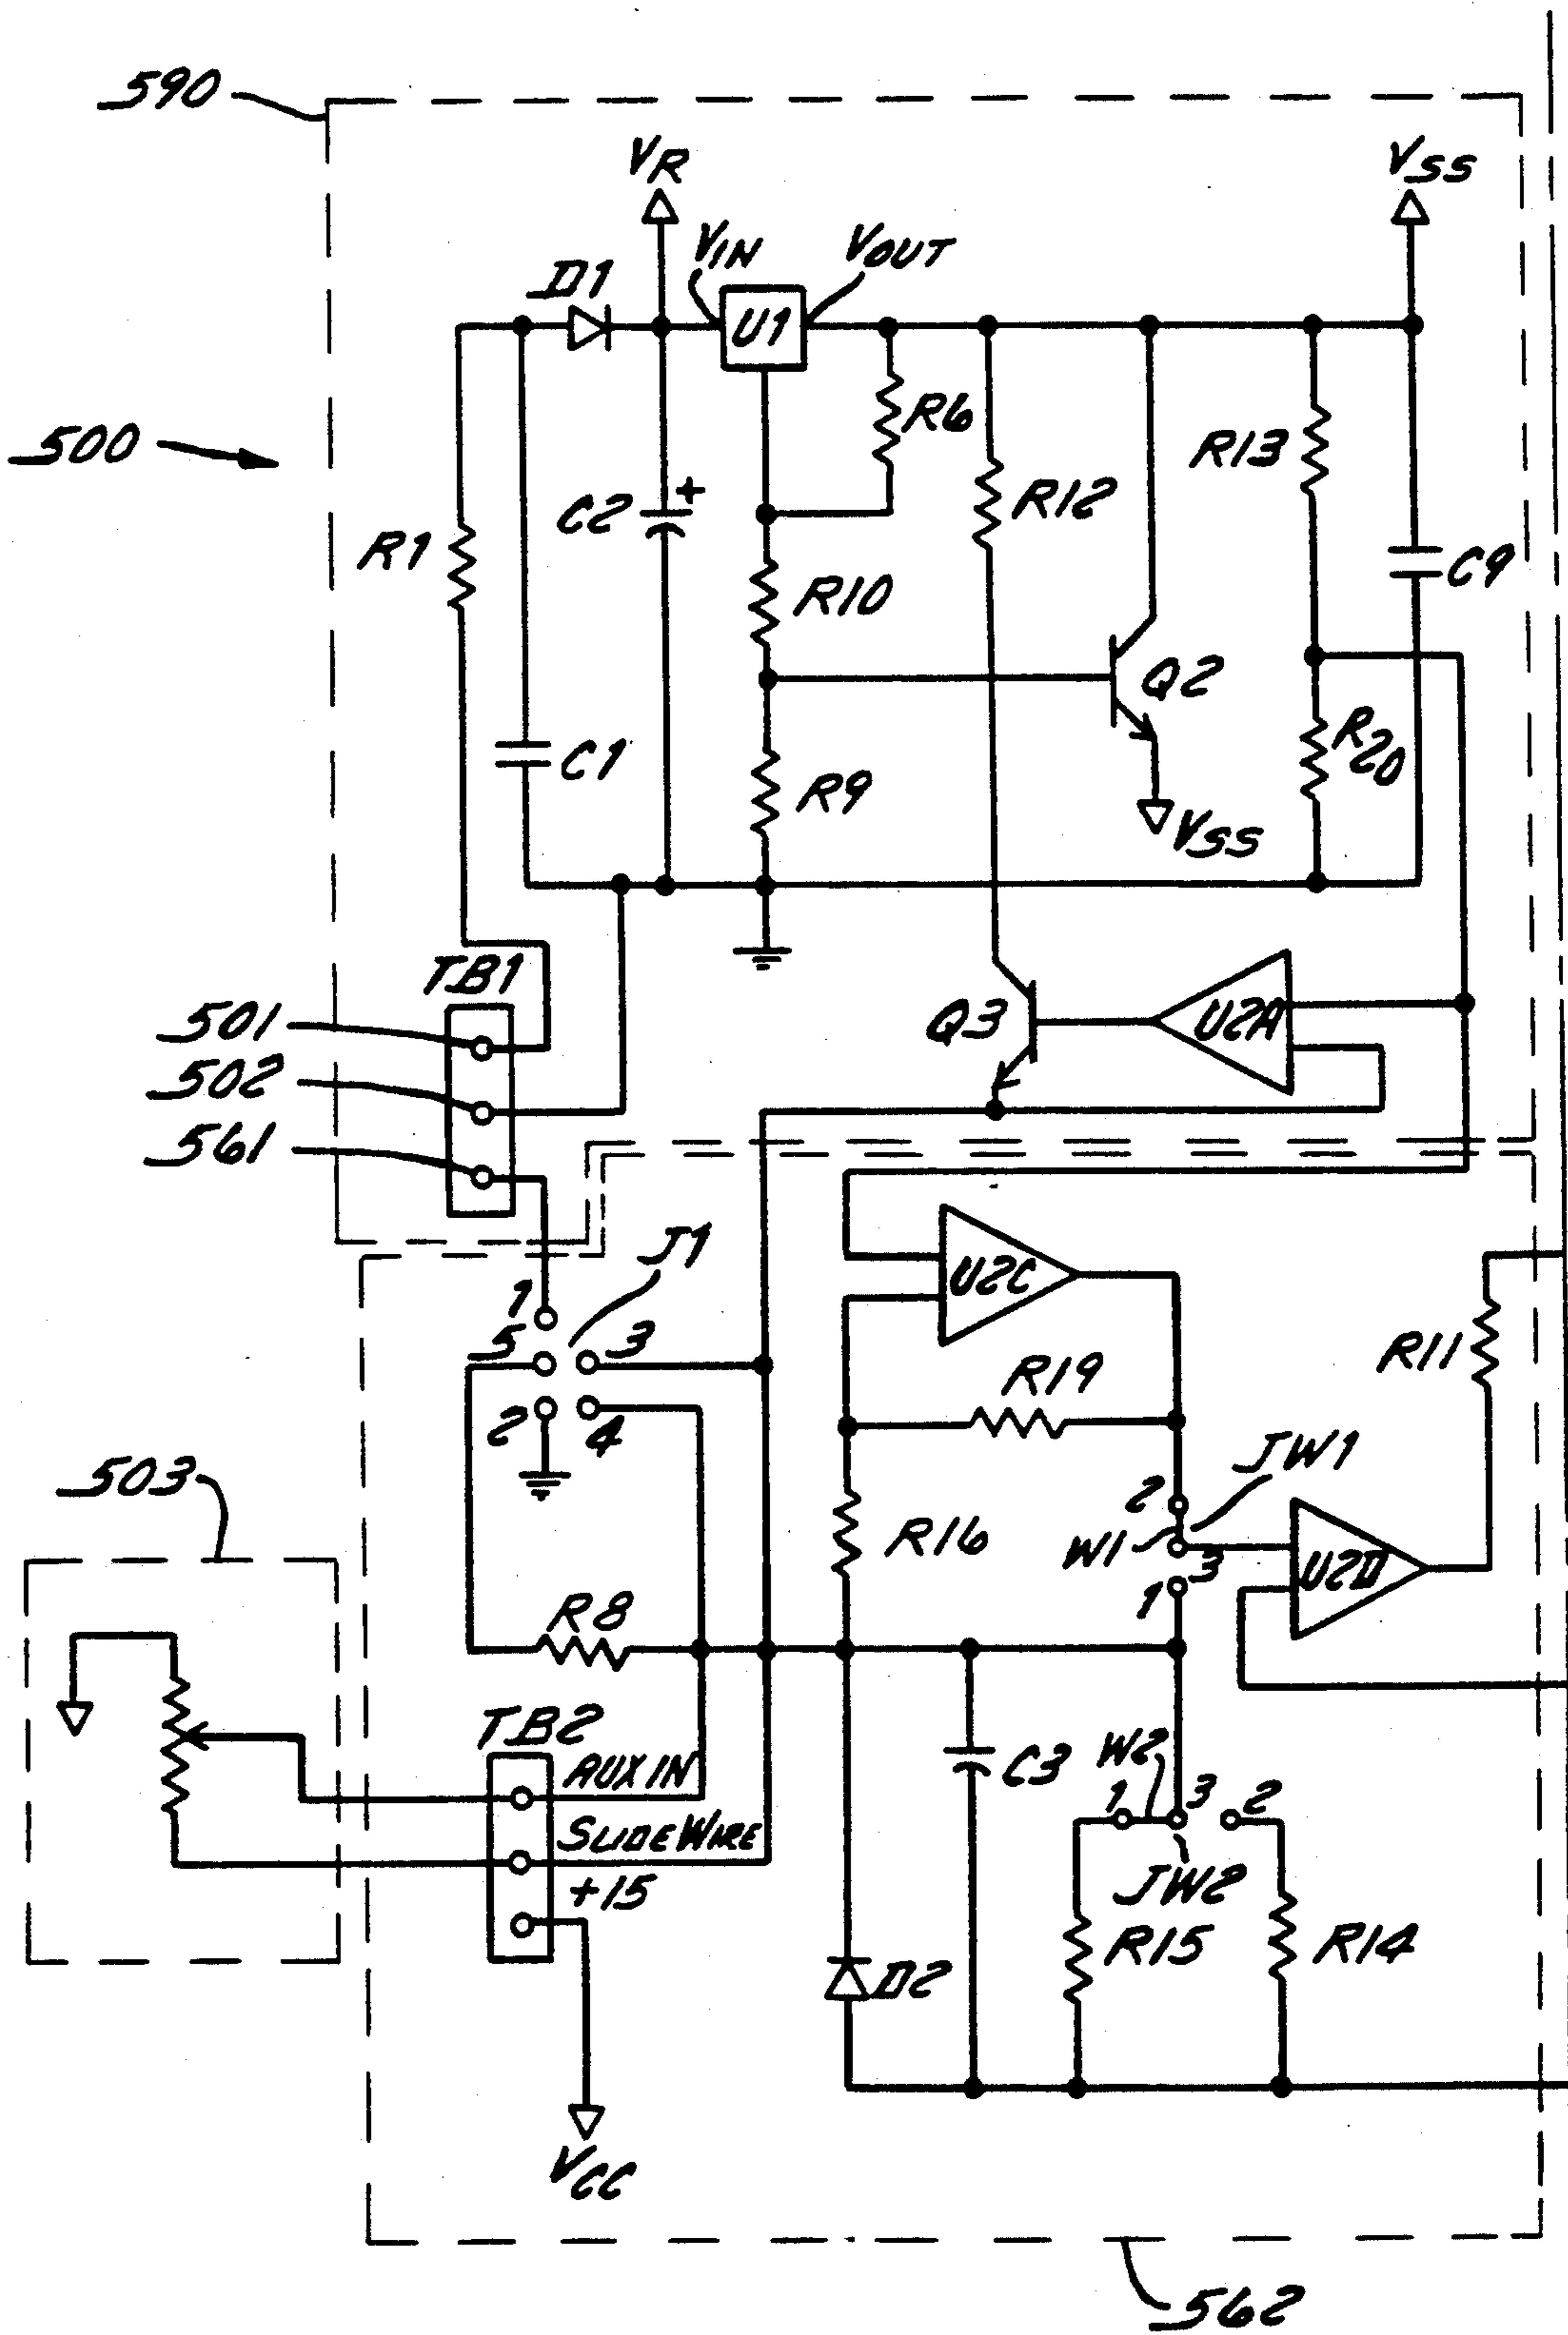 590
VR
VSS
VIN
VOUT
D1
U1
R6
R13
500
C2
+
R12
R1
R10
C9
Q2
R20
C1
R9
VSS
TB1
501
Q3
U2A
502
561
J1
1
U2C
5
3
R19
R11
2
4
JW1
503
2
R16
W1
3
U2D
1
R8
TB2
AUX IN
C3
W2
1
3
2
SLIDE WIRE
JW2
+15
R15
R14
D2
VCC
562